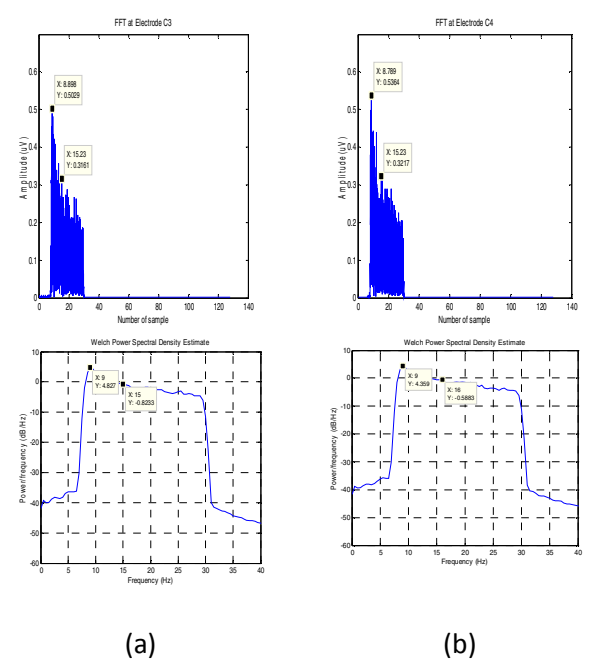 FFT at Electrode C3
0.6
0.5
0.4
0.3
0.2
0.1
0
Amplitude (uV)
X: 8.898
Y: 0.5029
X: 15.23
Y: 0.3161
0 20 40 60 80 100 120 140
Number of sample
FFT at Electrode C4
0.6
0.5
0.4
0.3
0.2
0.1
0
Amplitude (uV)
X: 8.789
Y: 0.5364
X: 15.23
Y: 0.3217
0 20 40 60 80 100 120 140
Number of sample
Welch Power Spectral Density Estimate
10
0
-10
-20
-30
-40
-50
-60
Power/frequency (dB/Hz)
X: 9
Y: 4.827
X: 15
Y: -0.8233
0 5 10 15 20 25 30 35 40
Frequency (Hz)
Welch Power Spectral Density Estimate
10
0
-10
-20
-30
-40
-50
-60
Power/frequency (dB/Hz)
X: 9
Y: 4.359
X: 16
Y: -0.5883
0 5 10 15 20 25 30 35 40
Frequency (Hz)
(a)
(b)